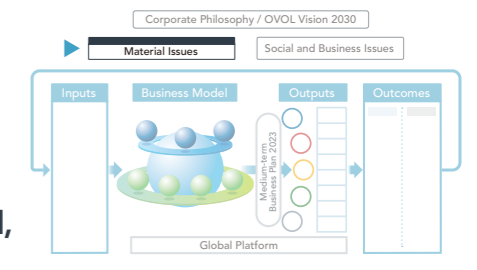 Corporate Philosophy / OVOL Vision 2030
Material Issues
Social and Business Issues
Inputs
Business Model
Outputs
Outcomes
Medium-term
Business Plan 2023
Global Platform
l,